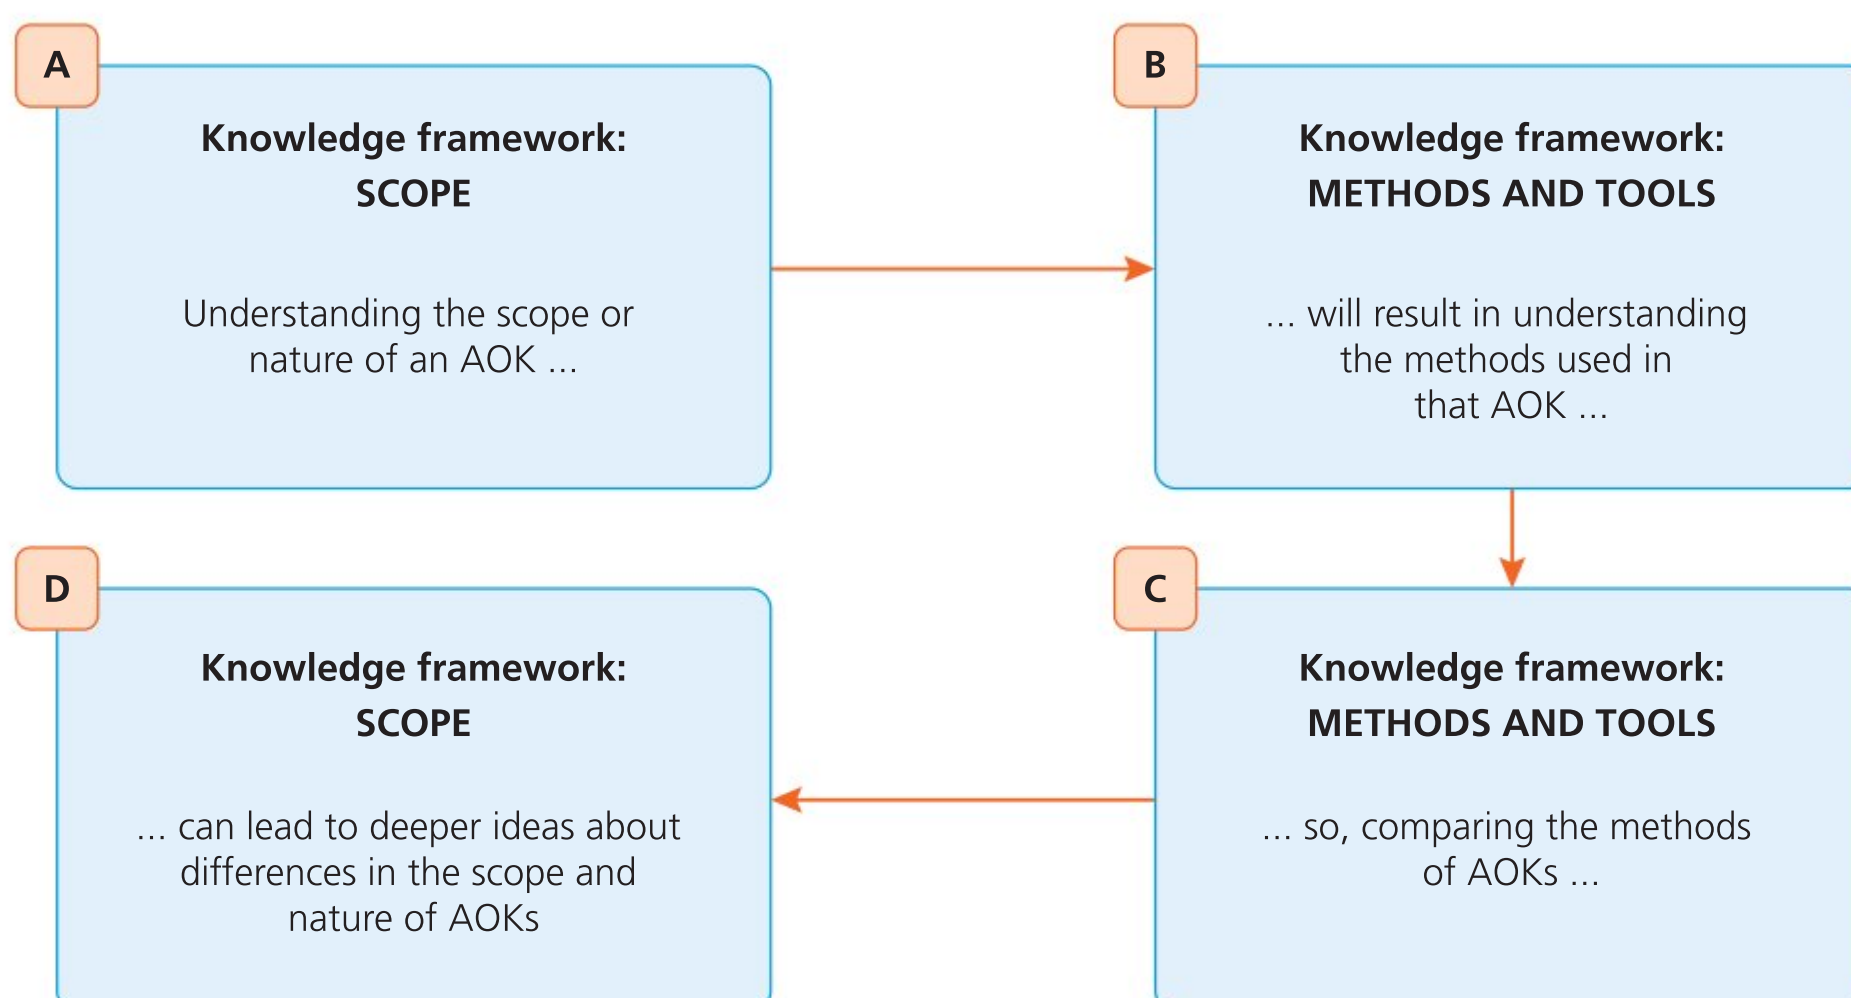 A
Knowledge framework:
SCOPE
Understanding the scope or
nature of an AOK ...
B
Knowledge framework:
METHODS AND TOOLS
... will result in understanding
the methods used in
that AOK ...
C
Knowledge framework:
METHODS AND TOOLS
... so, comparing the methods
of AOKs ...
D
Knowledge framework:
SCOPE
... can lead to deeper ideas about
differences in the scope and
nature of AOKs